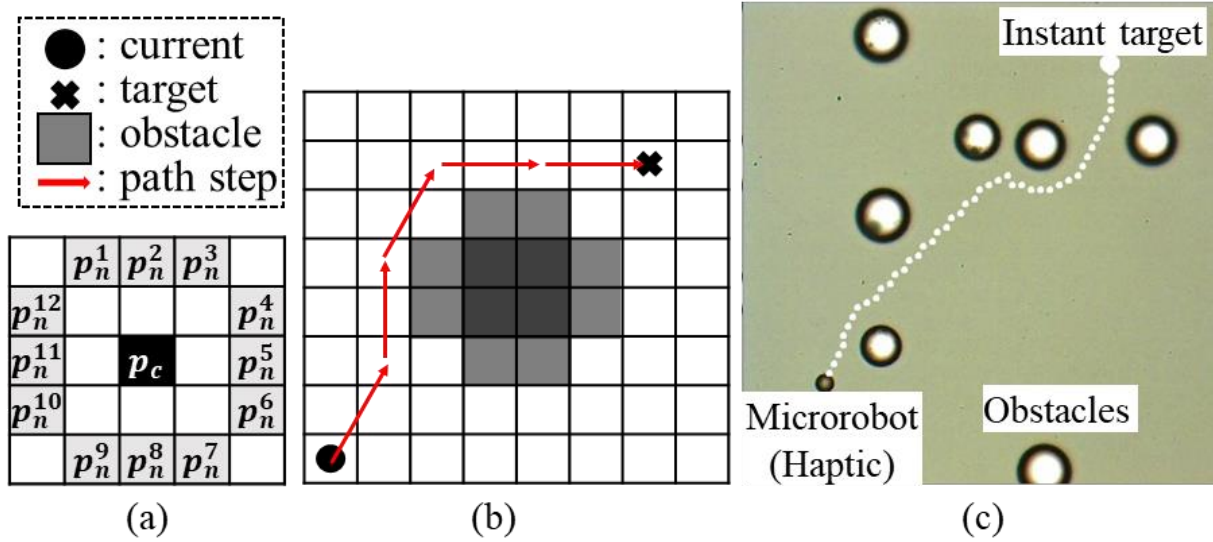 : current
: target
: obstacle
: path step
p_n^1 p_n^2 p_n^3
p_n^12 p_n^4
p_n^11 p_c p_n^5
p_n^10 p_n^6
p_n^9 p_n^8 p_n^7
(a)
(b)
Instant target
Microrobot
(Haptic)
Obstacles
(c)